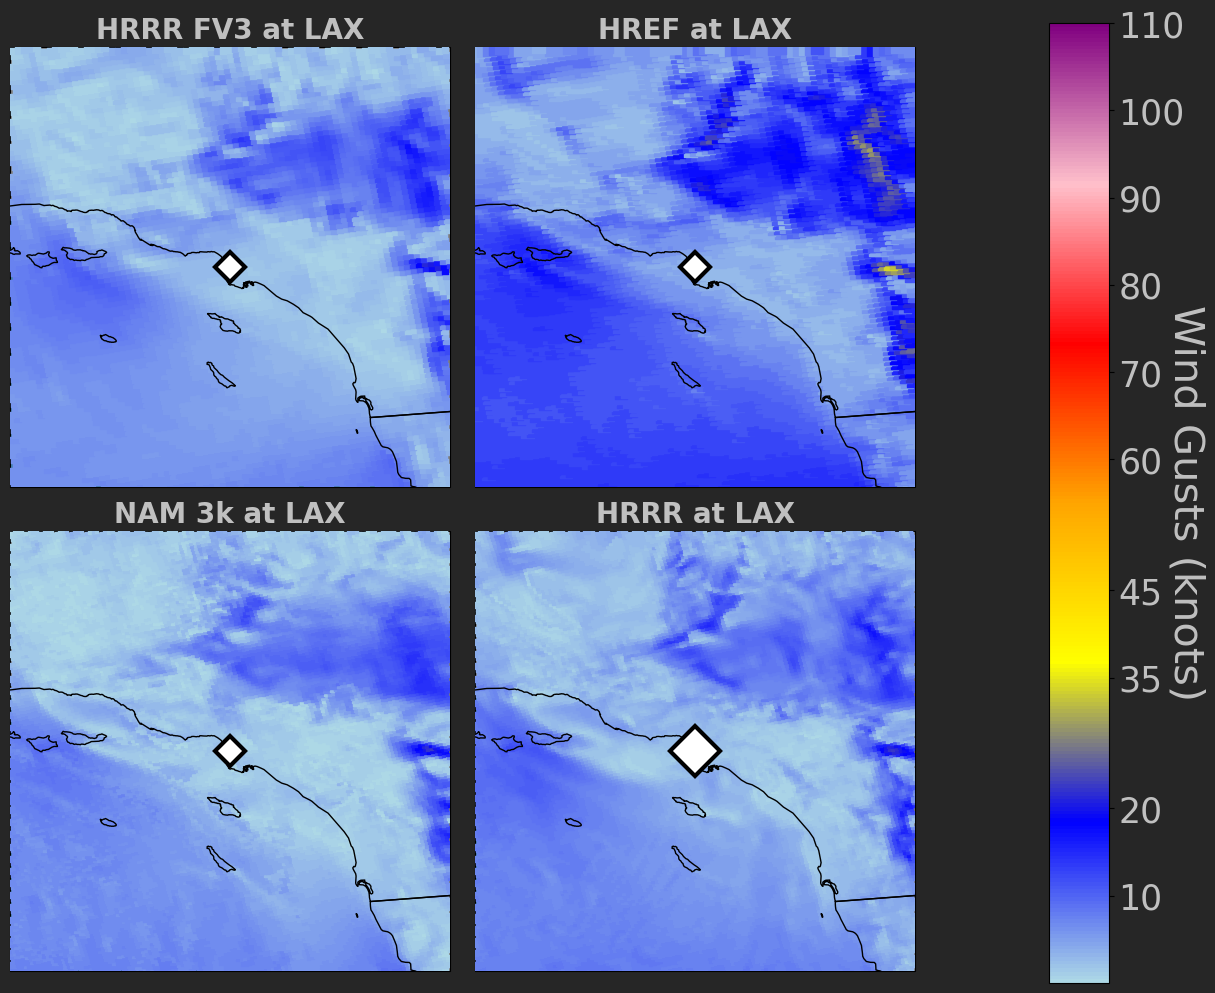 HRRR FV3 at LAX
HREF at LAX
NAM 3k at LAX
HRRR at LAX
110
100
90
80
70
60
45
35
20
10
Wind Gusts (knots)